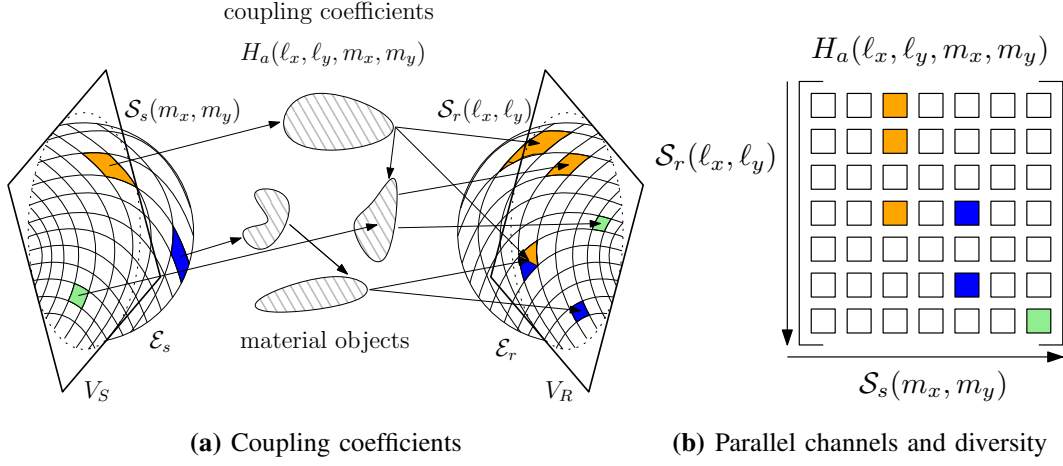 coupling coefficients
H_a(ℓ_x, ℓ_y, m_x, m_y)
S_s(m_x, m_y)
S_r(ℓ_x, ℓ_y)
E_s
material objects
E_r
V_S
V_R
(a) Coupling coefficients
H_a(ℓ_x, ℓ_y, m_x, m_y)
S_r(ℓ_x, ℓ_y)
S_s(m_x, m_y)
(b) Parallel channels and diversity